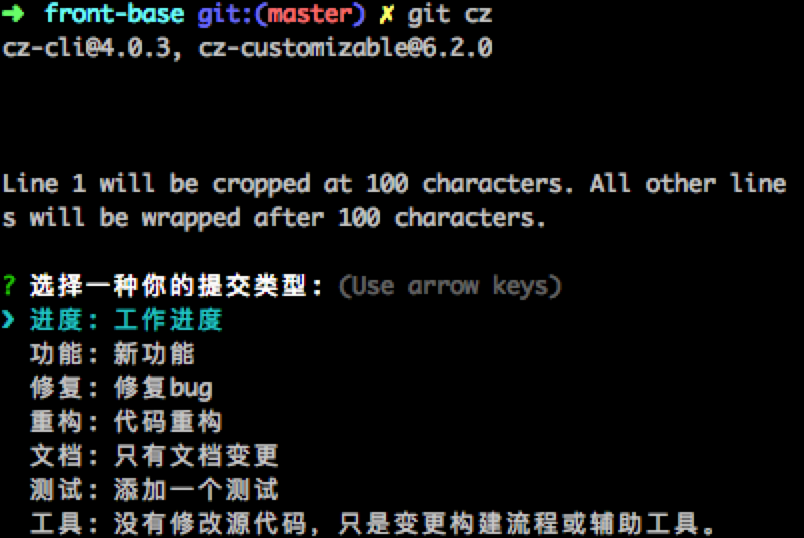 ➜ front-base git:(master) ✗ git cz
cz-cli@4.0.3, cz-customizable@6.2.0
Line 1 will be cropped at 100 characters. All other line
s will be wrapped after 100 characters.
? 选择一种你的提交类型: (Use arrow keys)
❯ 进度: 工作进度
功能: 新功能
修复: 修复bug
重构: 代码重构
文档: 只有文档变更
测试: 添加一个测试
工具: 没有修改源代码, 只是变更构建流程或辅助工具。